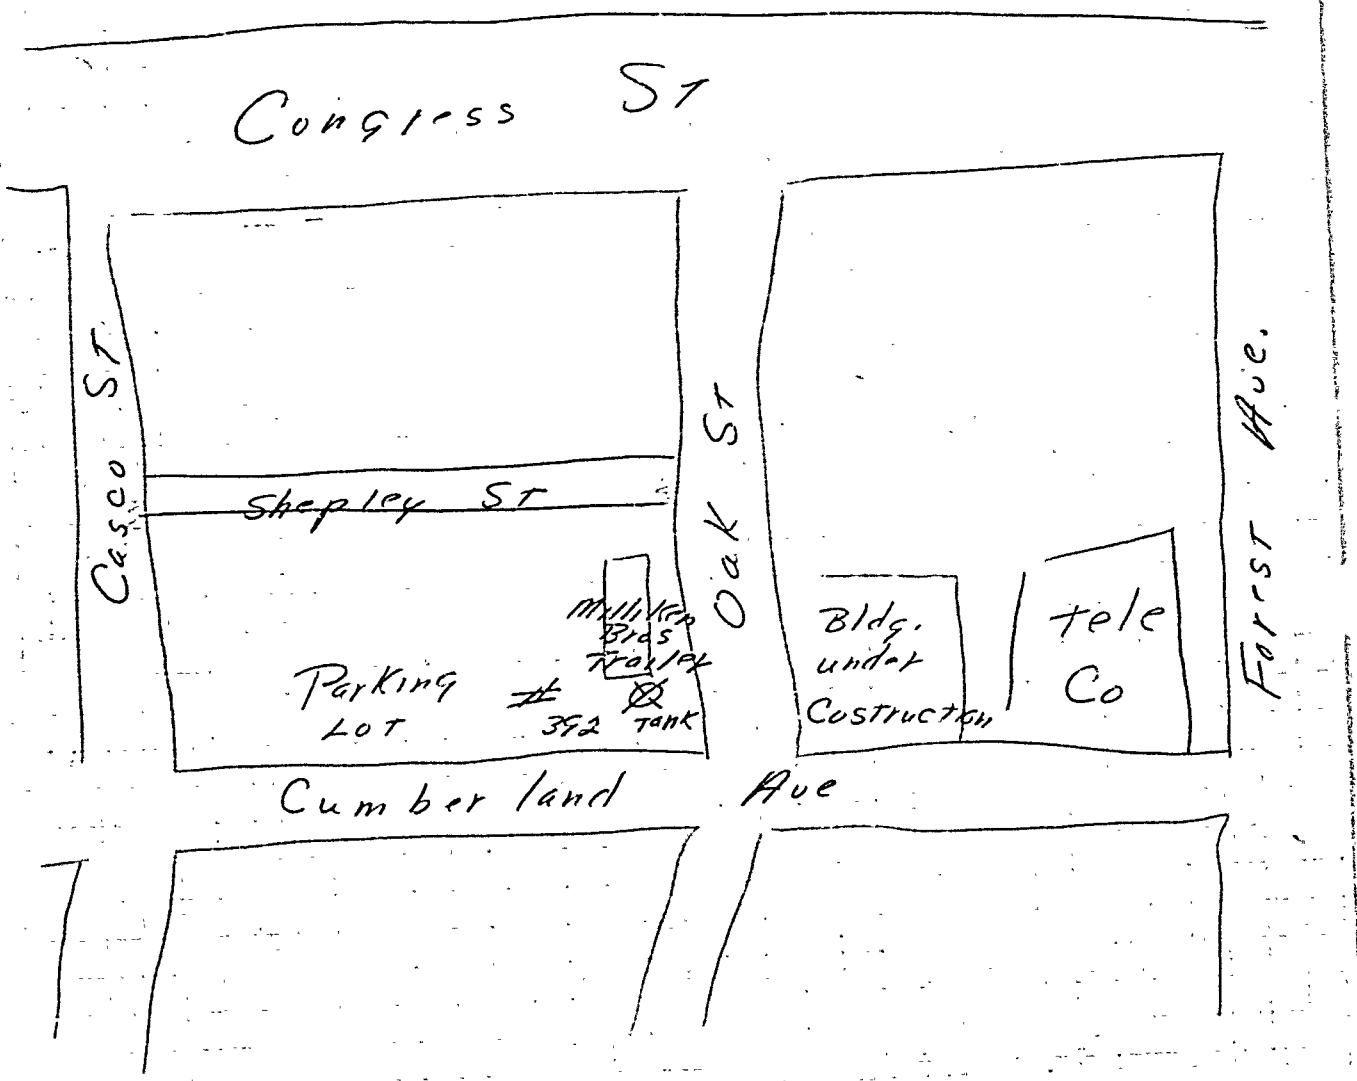 Congress ST
Casco ST.
Shepley ST
Oak ST
Forest Ave.
Milliken
Bros
Trailer
Parking
LOT
# 392
Tank
Bldg.
under
Costruction
tele
Co
Cumberland Ave